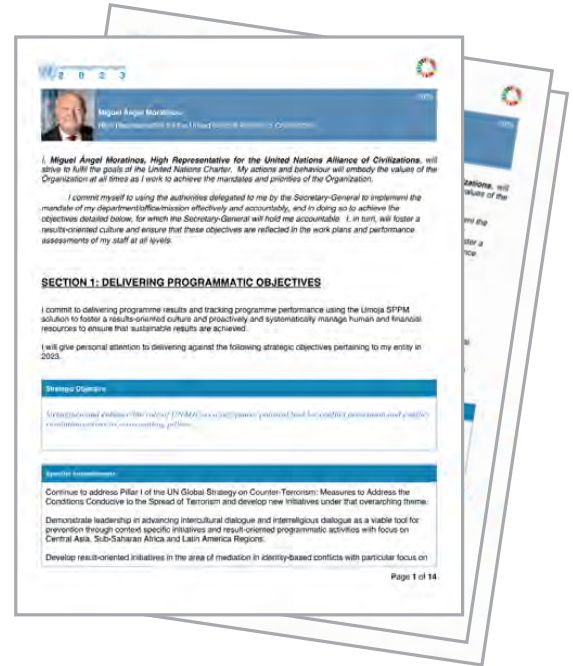 2 0 2 3
Miguel Ángel Moratinos
I, Miguel Ángel Moratinos, High Representative for the United Nations Alliance of Civilizations, will
strive to fulfil the goals of the United Nations Charter. My actions and behaviour will embody the values of the
Organization at all times as I work to achieve the mandates and priorities of the Organization.
I commit myself to using the authorities delegated to me by the Secretary-General to implement the
mandate of my department/office/mission effectively and accountably, and in doing so to achieve the
objectives detailed below, for which the Secretary-General will hold me accountable. I, in turn, will foster a
results-oriented culture and ensure that these objectives are reflected in the work plans and performance
assessments of my staff at all levels.
SECTION 1: DELIVERING PROGRAMMATIC OBJECTIVES
I commit to delivering programme results and tracking programme performance using the Umoja SPPM
solution to foster a results-oriented culture and proactively and systematically manage human and financial
resources to ensure that sustainable results are achieved.
I will give personal attention to delivering against the following strategic objectives pertaining to my entity in
2023.
Strategic Objective
Specific Commitments
Continue to address Pillar I of the UN Global Strategy on Counter-Terrorism: Measures to Address the
Conditions Conducive to the Spread of Terrorism and develop new initiatives under that overarching theme.
Demonstrate leadership in advancing intercultural dialogue and interreligious dialogue as a viable tool for
prevention through context specific initiatives and result-oriented programmatic activities with focus on
Central Asia, Sub-Saharan Africa and Latin America Regions.
Develop result-oriented initiatives in the area of mediation in identity-based conflicts with particular focus on
Page 1 of 14